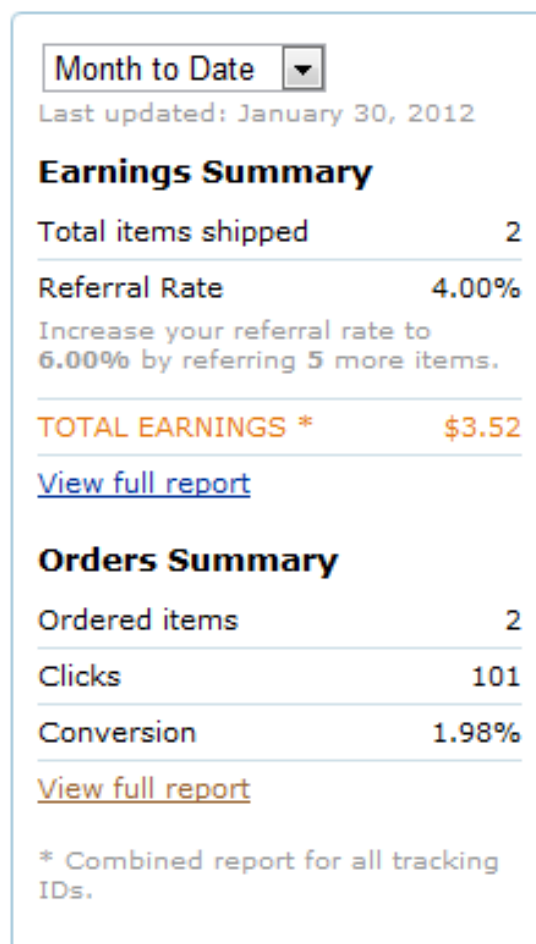 Month to Date
Last updated: January 30, 2012
Earnings Summary
Total items shipped 2
Referral Rate 4.00%
Increase your referral rate to
6.00% by referring 5 more items.
TOTAL EARNINGS * $3.52
View full report
Orders Summary
Ordered items 2
Clicks 101
Conversion 1.98%
View full report
* Combined report for all tracking
IDs.